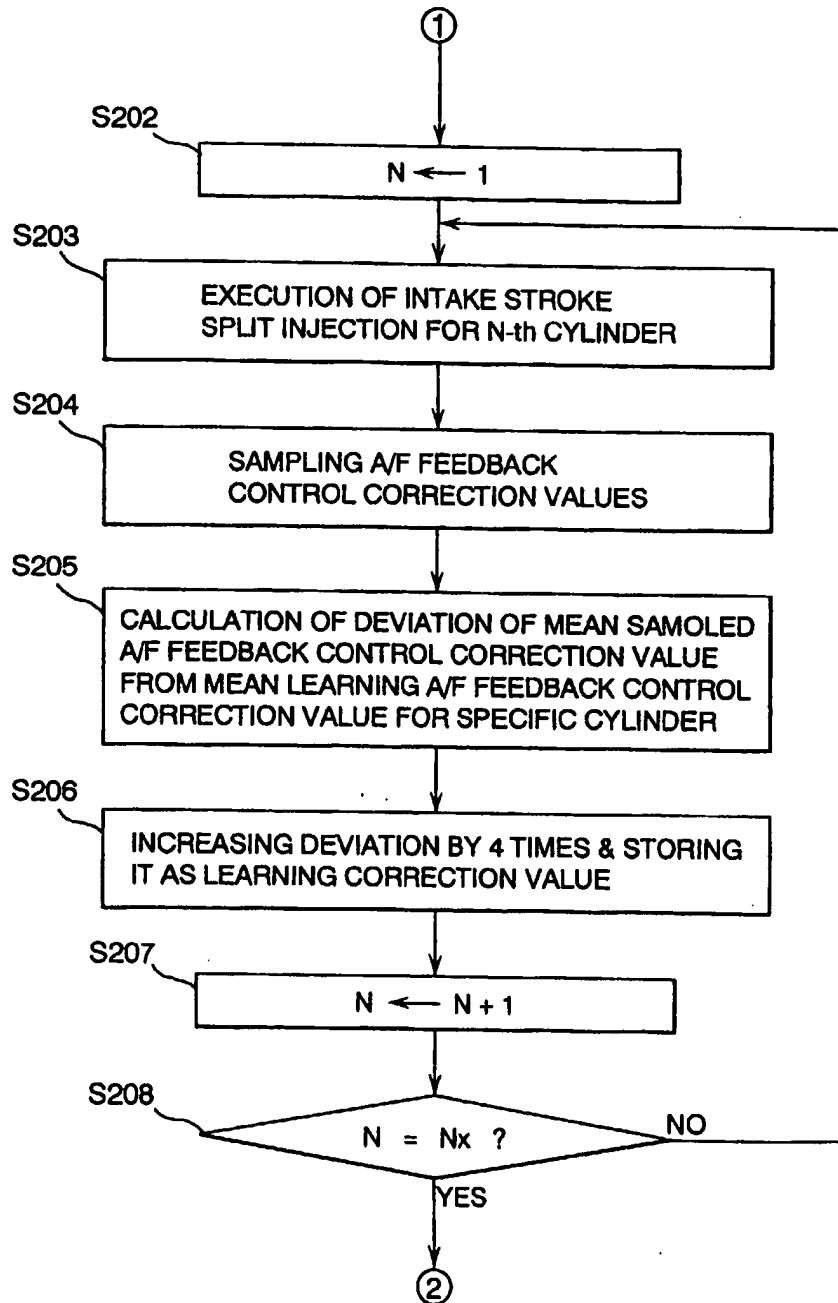 1
S202
N ← 1
S203
EXECUTION OF INTAKE STROKE
SPLIT INJECTION FOR N-th CYLINDER
S204
SAMPLING A/F FEEDBACK
CONTROL CORRECTION VALUES
S205
CALCULATION OF DEVIATION OF MEAN SAMOLED
A/F FEEDBACK CONTROL CORRECTION VALUE
FROM MEAN LEARNING A/F FEEDBACK CONTROL
CORRECTION VALUE FOR SPECIFIC CYLINDER
S206
INCREASING DEVIATION BY 4 TIMES & STORING
IT AS LEARNING CORRECTION VALUE
S207
N ← N + 1
S208
N = Nx ?
NO
YES
2